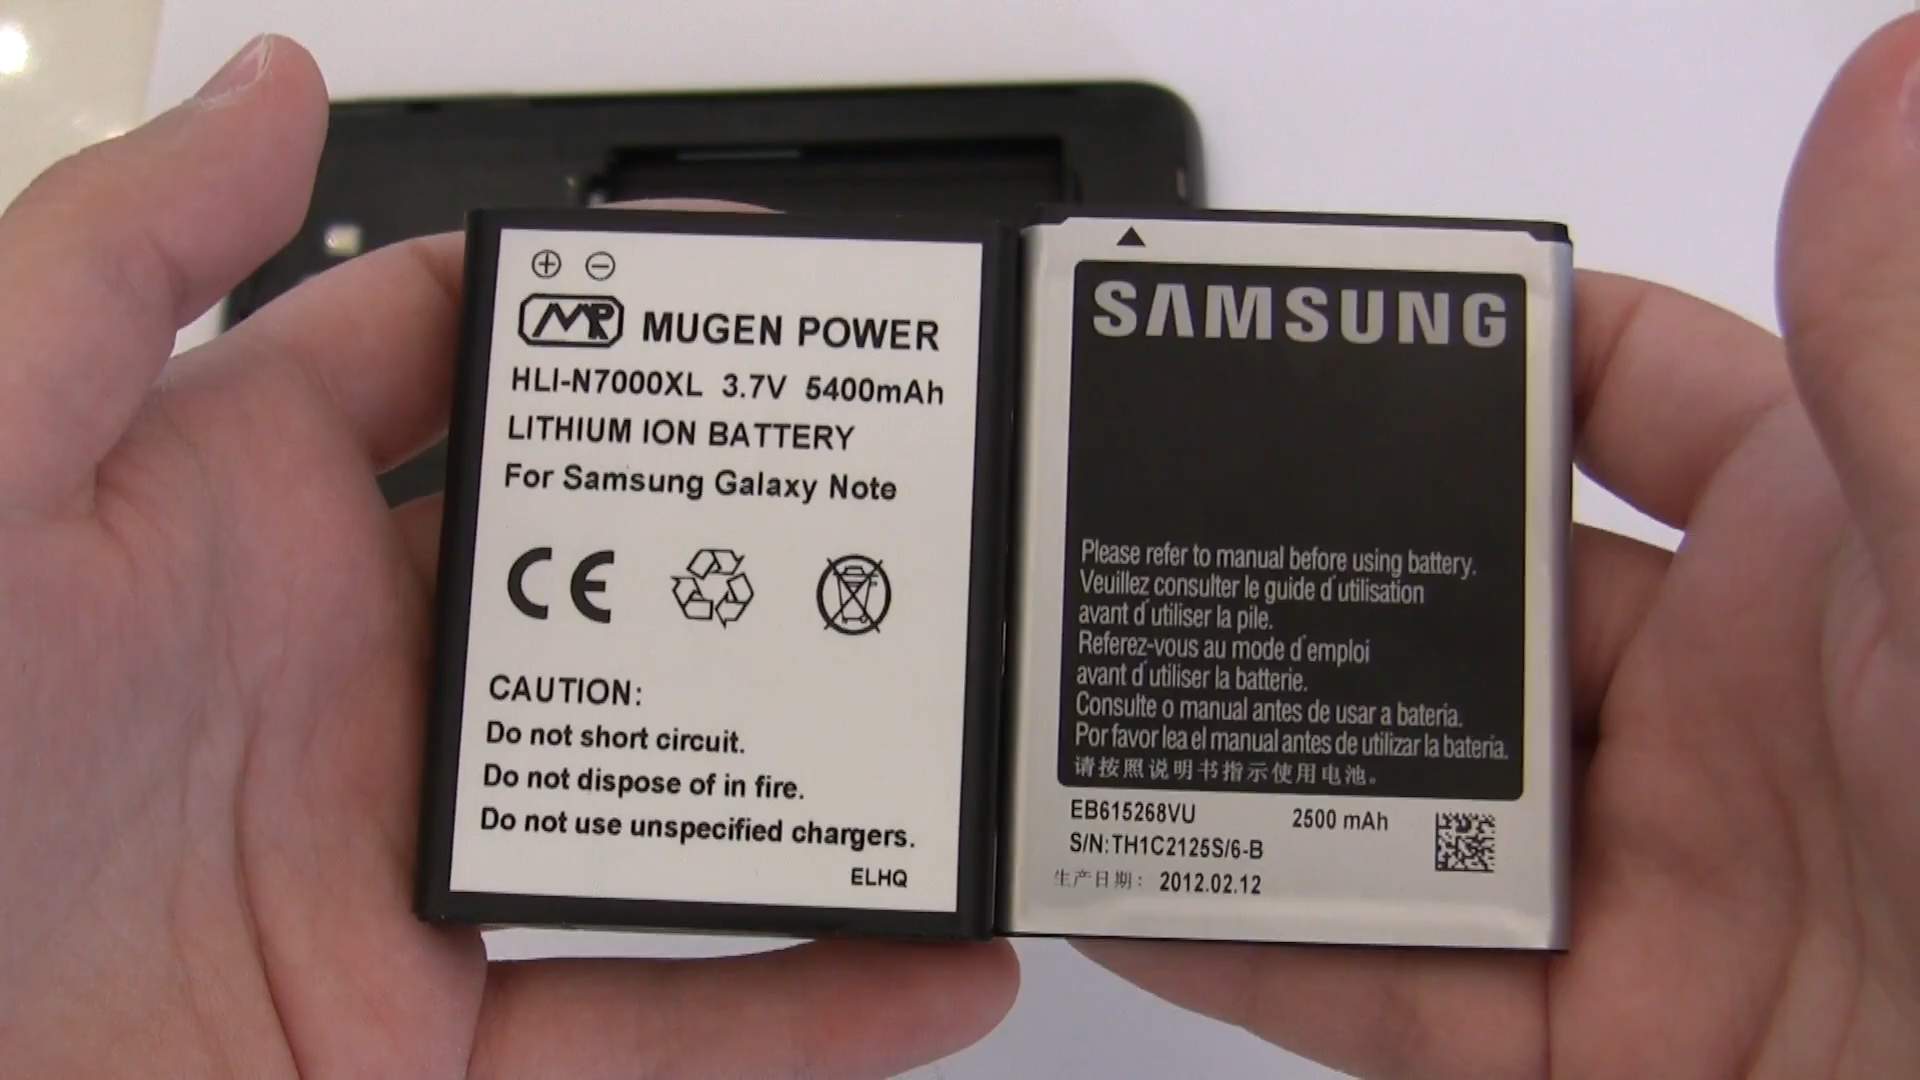 MUGEN POWER
HLI-N7000XL 3.7V 5400mAh
LITHIUM ION BATTERY
For Samsung Galaxy Note
CE
CAUTION:
Do not short circuit.
Do not dispose of in fire.
Do not use unspecified chargers.
ELHQ
SAMSUNG
Please refer to manual before using battery.
Veuillez consulter le guide d'utilisation
avant d'utiliser la pile.
Referez-vous au mode d'emploi
avant d'utiliser la batterie.
Consulte o manual antes de usar a bateria.
Por favor lea el manual antes de utilizar la bateria.
请按照说明书指示使用电池。
EB615268VU 2500 mAh
S/N:TH1C2125S/6-B
生产日期: 2012.02.12